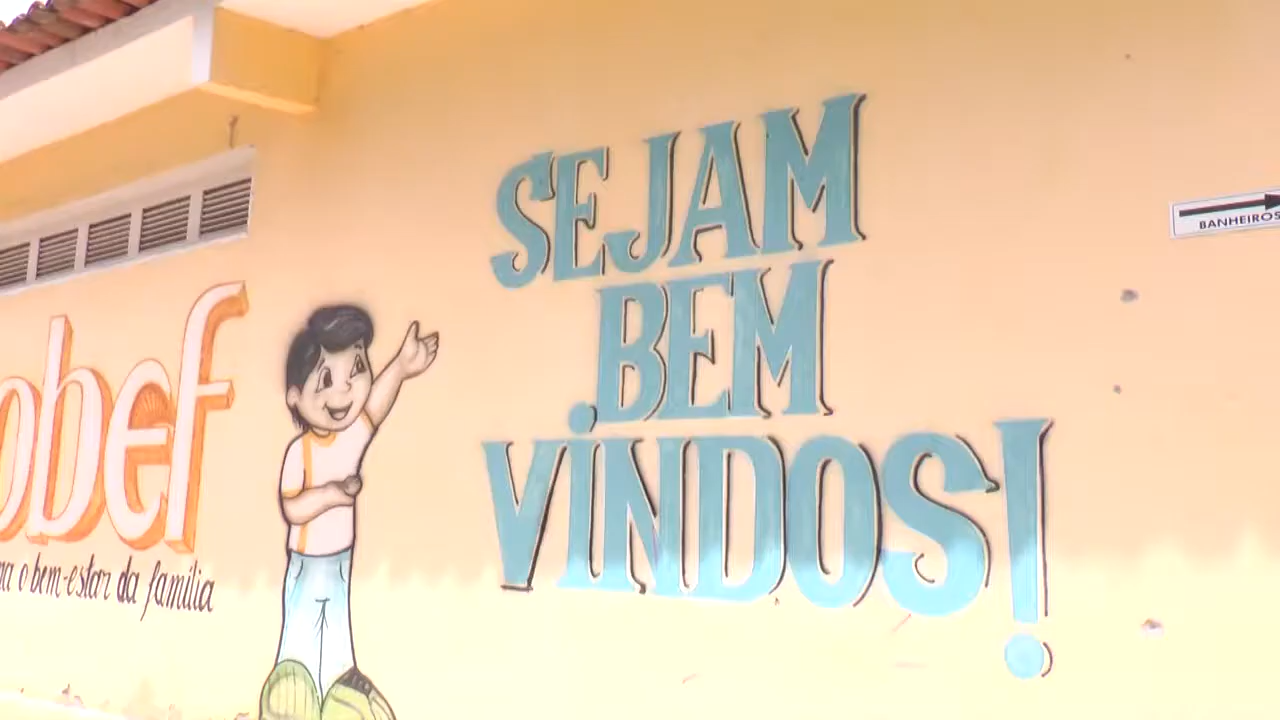 SEJAM
BEM
VINDOS!
BANHEIROS
obef
o bem-estar da família